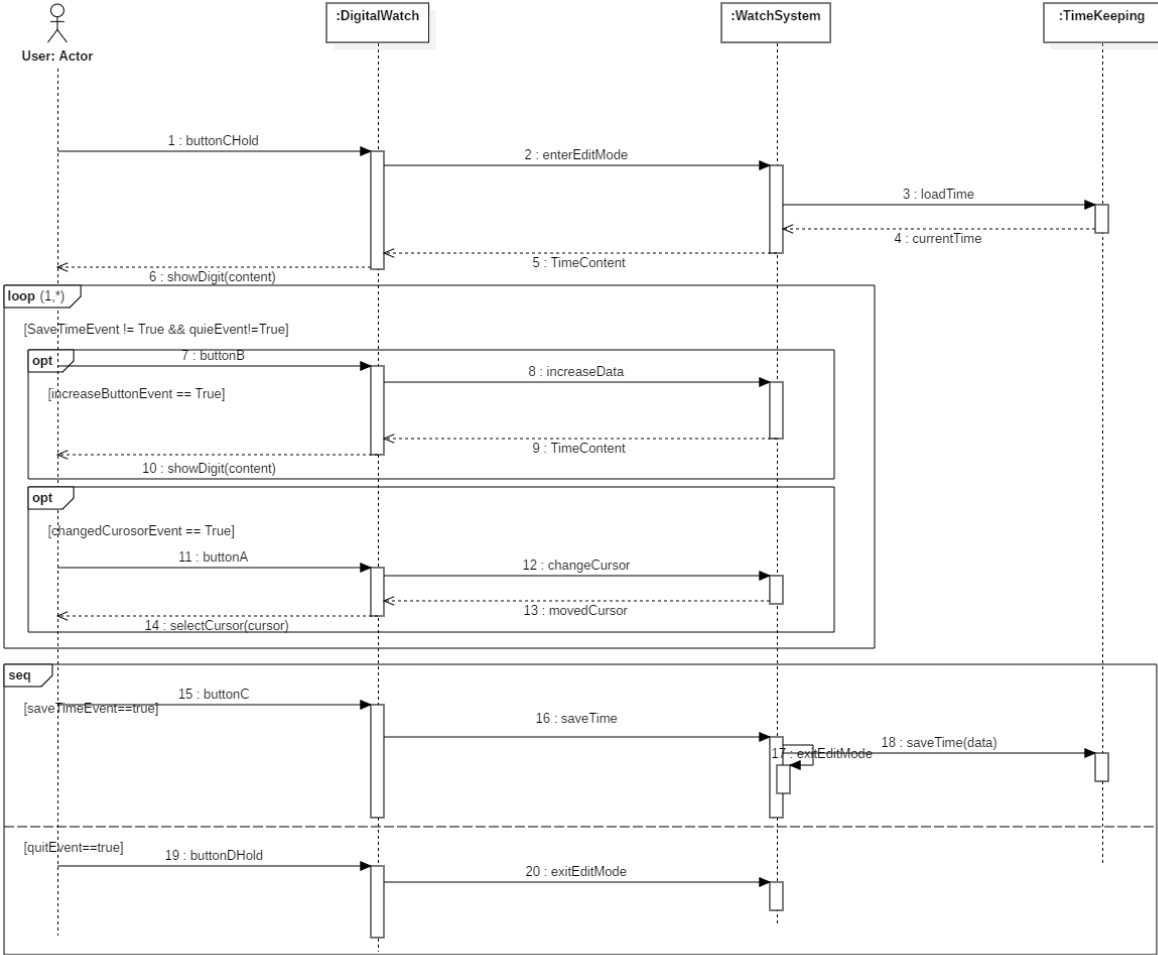 :DigitalWatch
:WatchSystem
:TimeKeeping
User: Actor
1 : buttonCHold
2 : enterEditMode
3 : loadTime
4 : currentTime
5 : TimeContent
6 : showDigit(content)
loop (1,*)
[SaveTimeEvent != True && quieEvent!=True]
opt
7 : buttonB
8 : increaseData
[increaseButtonEvent == True]
9 : TimeContent
10 : showDigit(content)
opt
[changedCurosorEvent == True]
11 : buttonA
12 : changeCursor
13 : movedCursor
14 : selectCursor(cursor)
seq
15 : buttonC
[saveTimeEvent==true]
16 : saveTime
17 : exitEditMode
18 : saveTime(data)
[quitEvent==true]
19 : buttonDHold
20 : exitEditMode